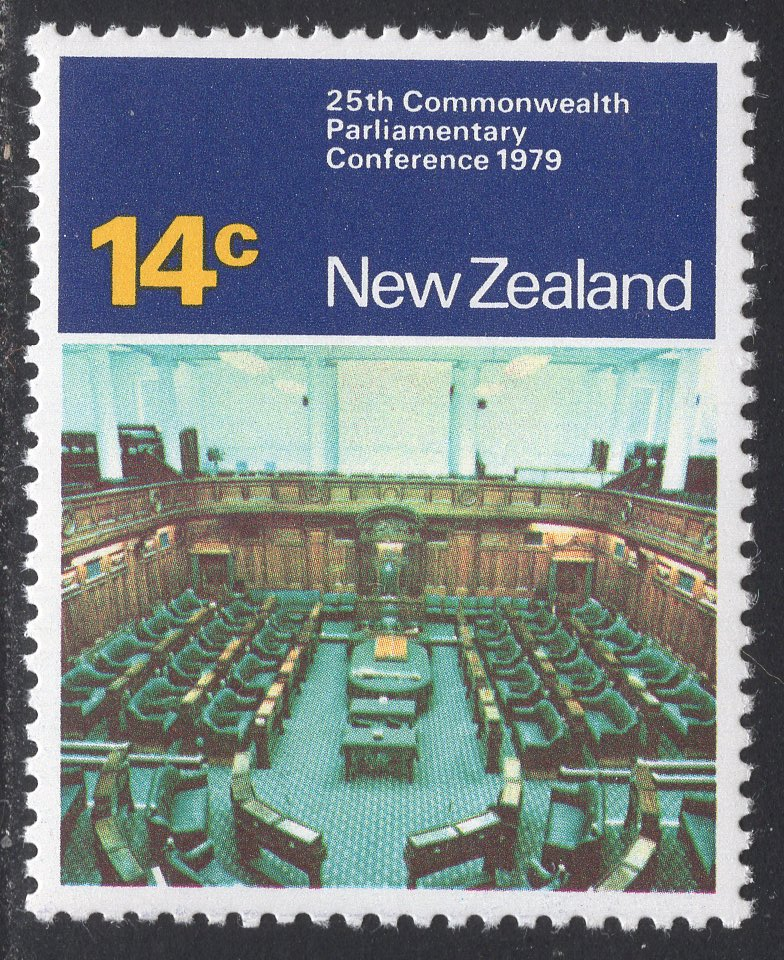 25th Commonwealth
Parliamentary
Conference 1979
14c
New Zealand